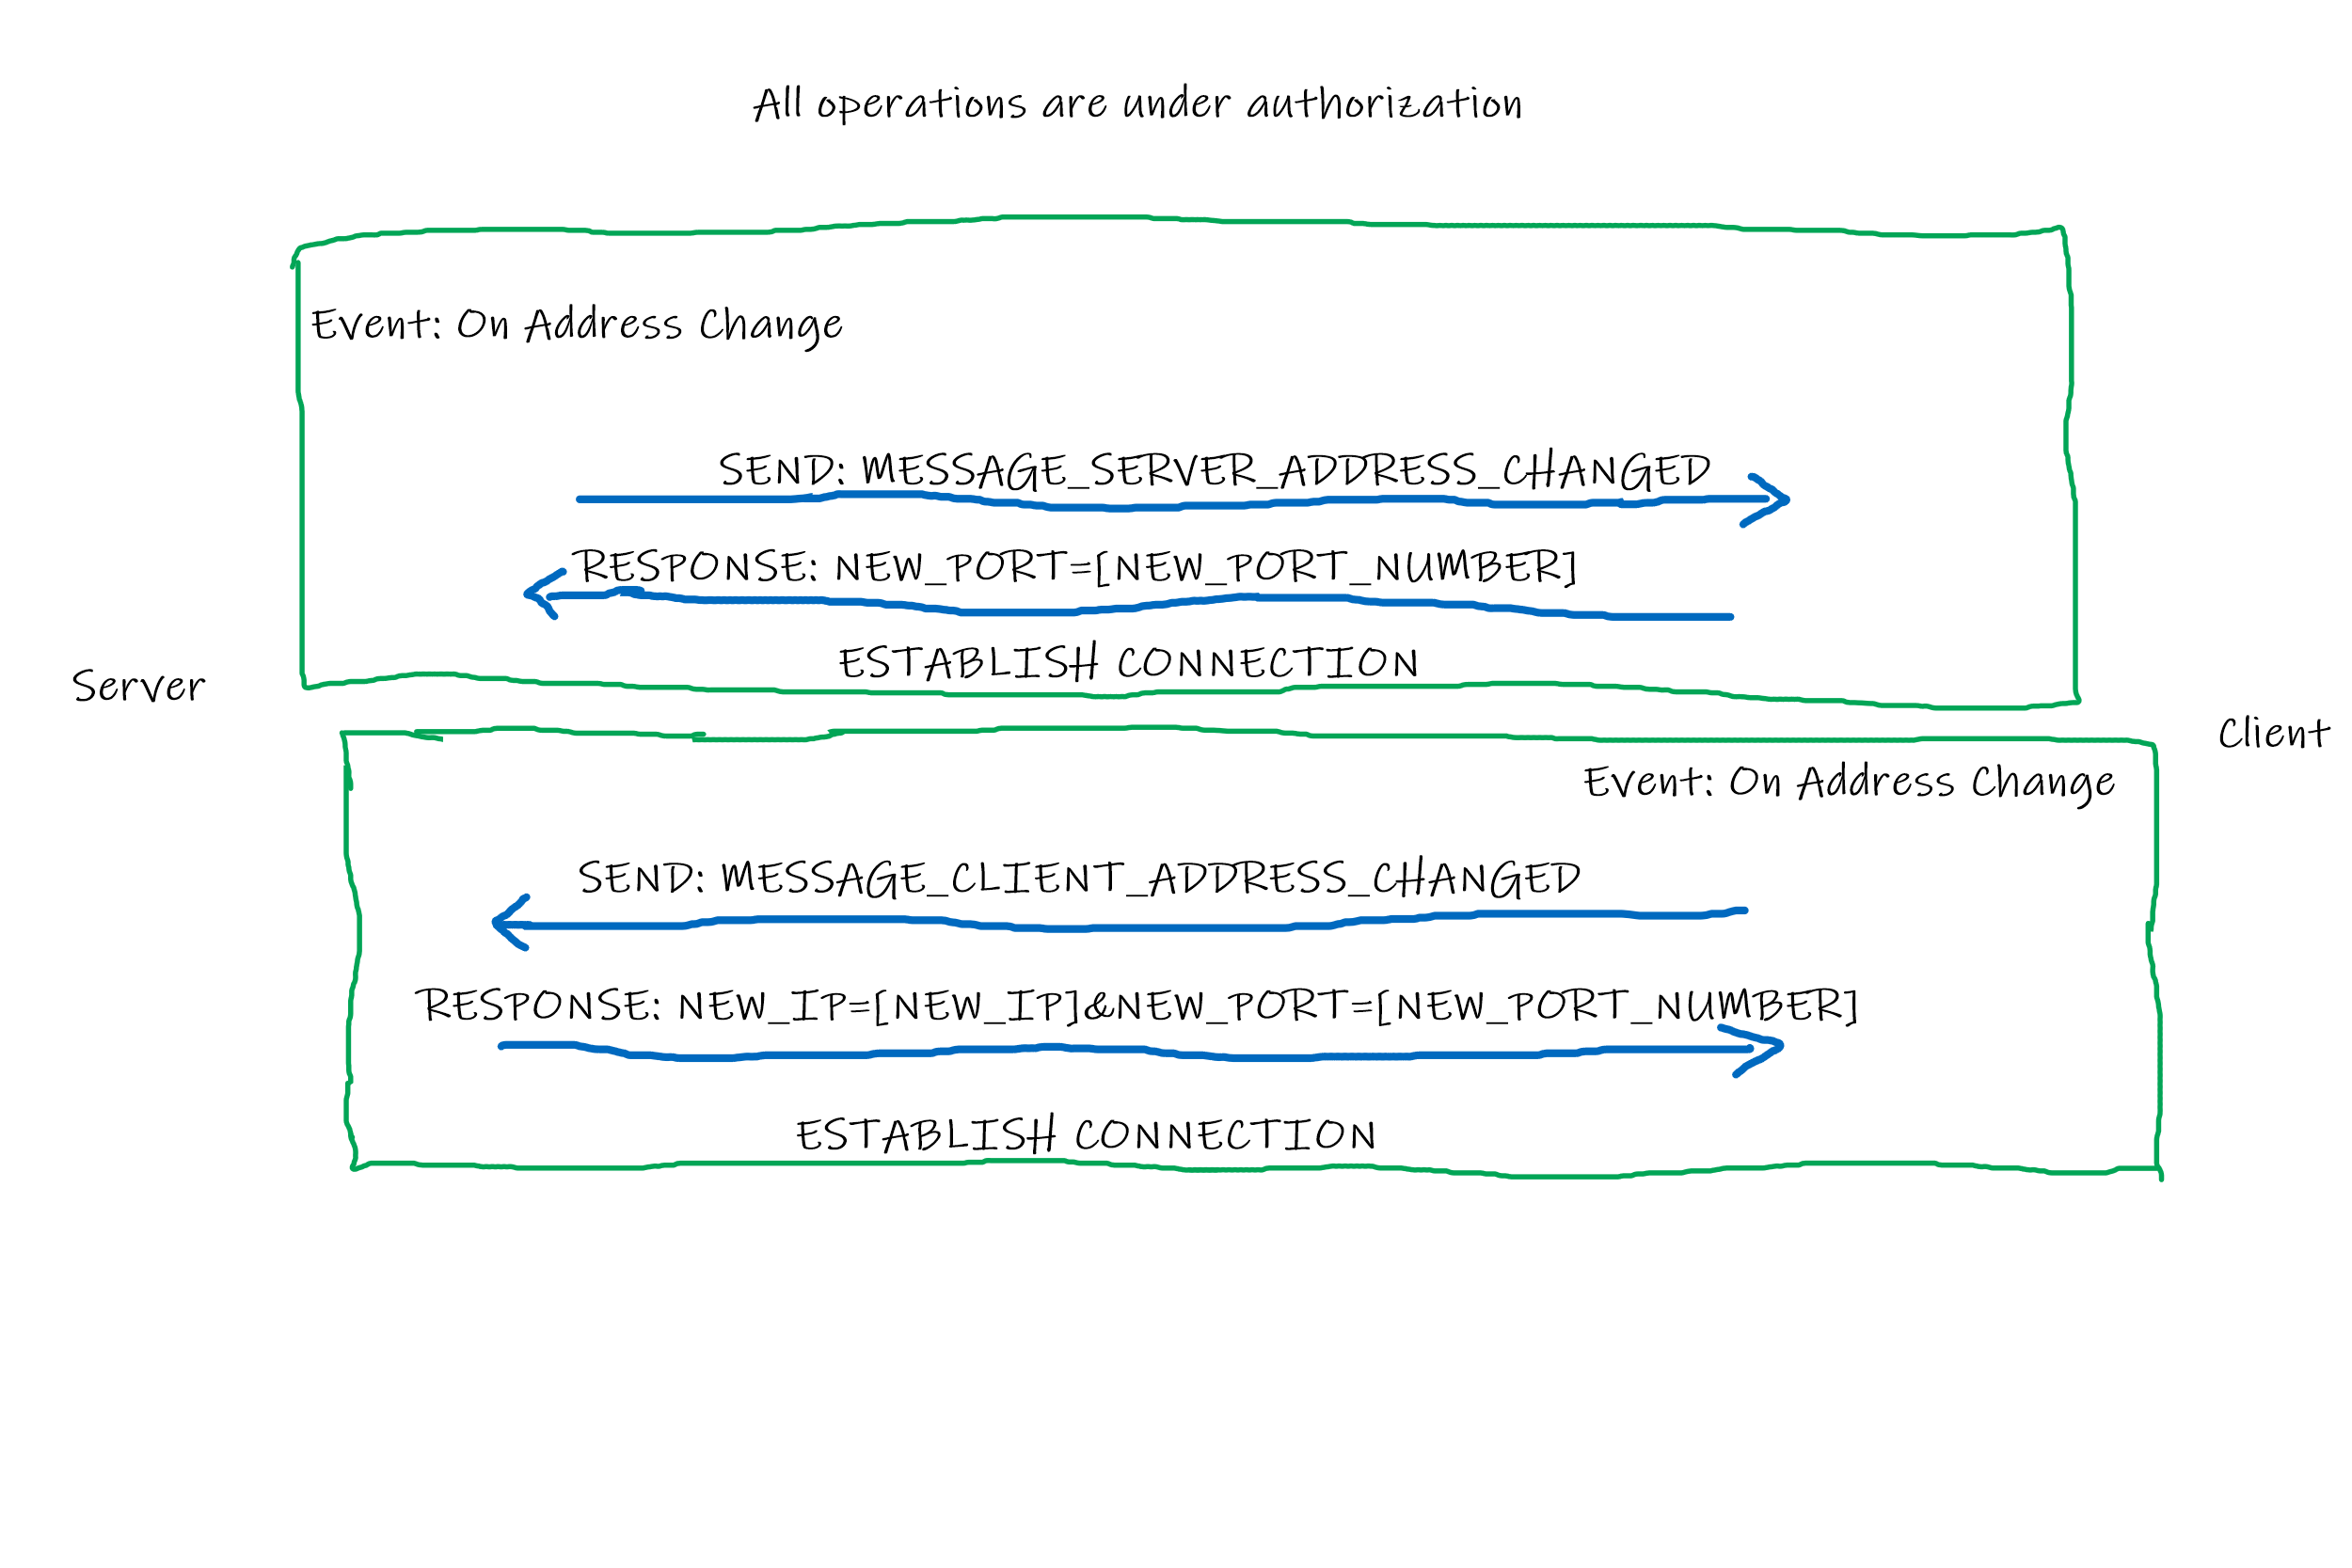 All operations are under authorization
Event: On Address Change
SEND: MESSAGE_SERVER_ADDRESS_CHANGED
RESPONSE: NEW_PORT=[NEW_PORT_NUMBER]
ESTABLISH CONNECTION
Server
Client
Event: On Address Change
SEND: MESSAGE_CLIENT_ADDRESS_CHANGED
RESPONSE: NEW_IP=[NEW_IP]&NEW_PORT=[NEW_PORT_NUMBER]
ESTABLISH CONNECTION